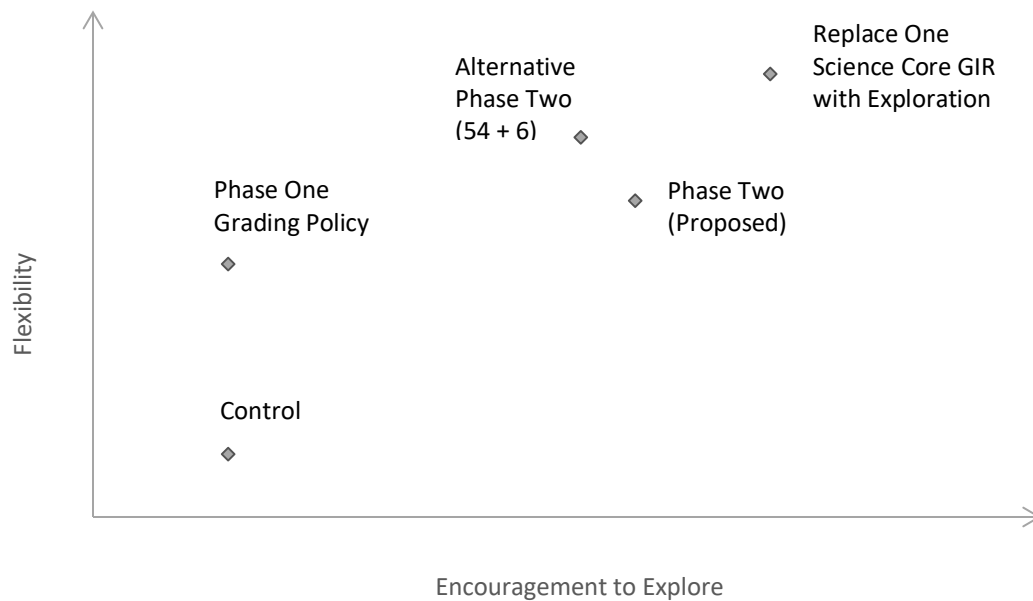 Replace One
Science Core GIR
with Exploration
Alternative
Phase Two
(54 + 6)
Phase One
Grading Policy
Phase Two
(Proposed)
Flexibility
Control
Encouragement to Explore